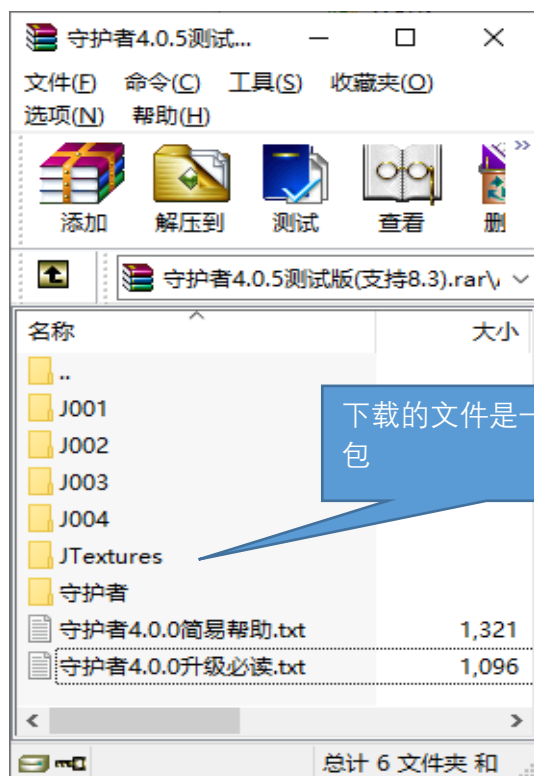 守护者4.0.5测试...
文件(F) 命令(C) 工具(S) 收藏夹(O)
选项(N) 帮助(H)
添加 解压到 测试 查看 删
守护者4.0.5测试版(支持8.3).rar\
名称 大小
..
J001
J002
下载的文件是一
包
J003
J004
JTextures
守护者
守护者4.0.0简易帮助.txt 1,321
守护者4.0.0升级必读.txt 1,096
总计 6 文件夹 和